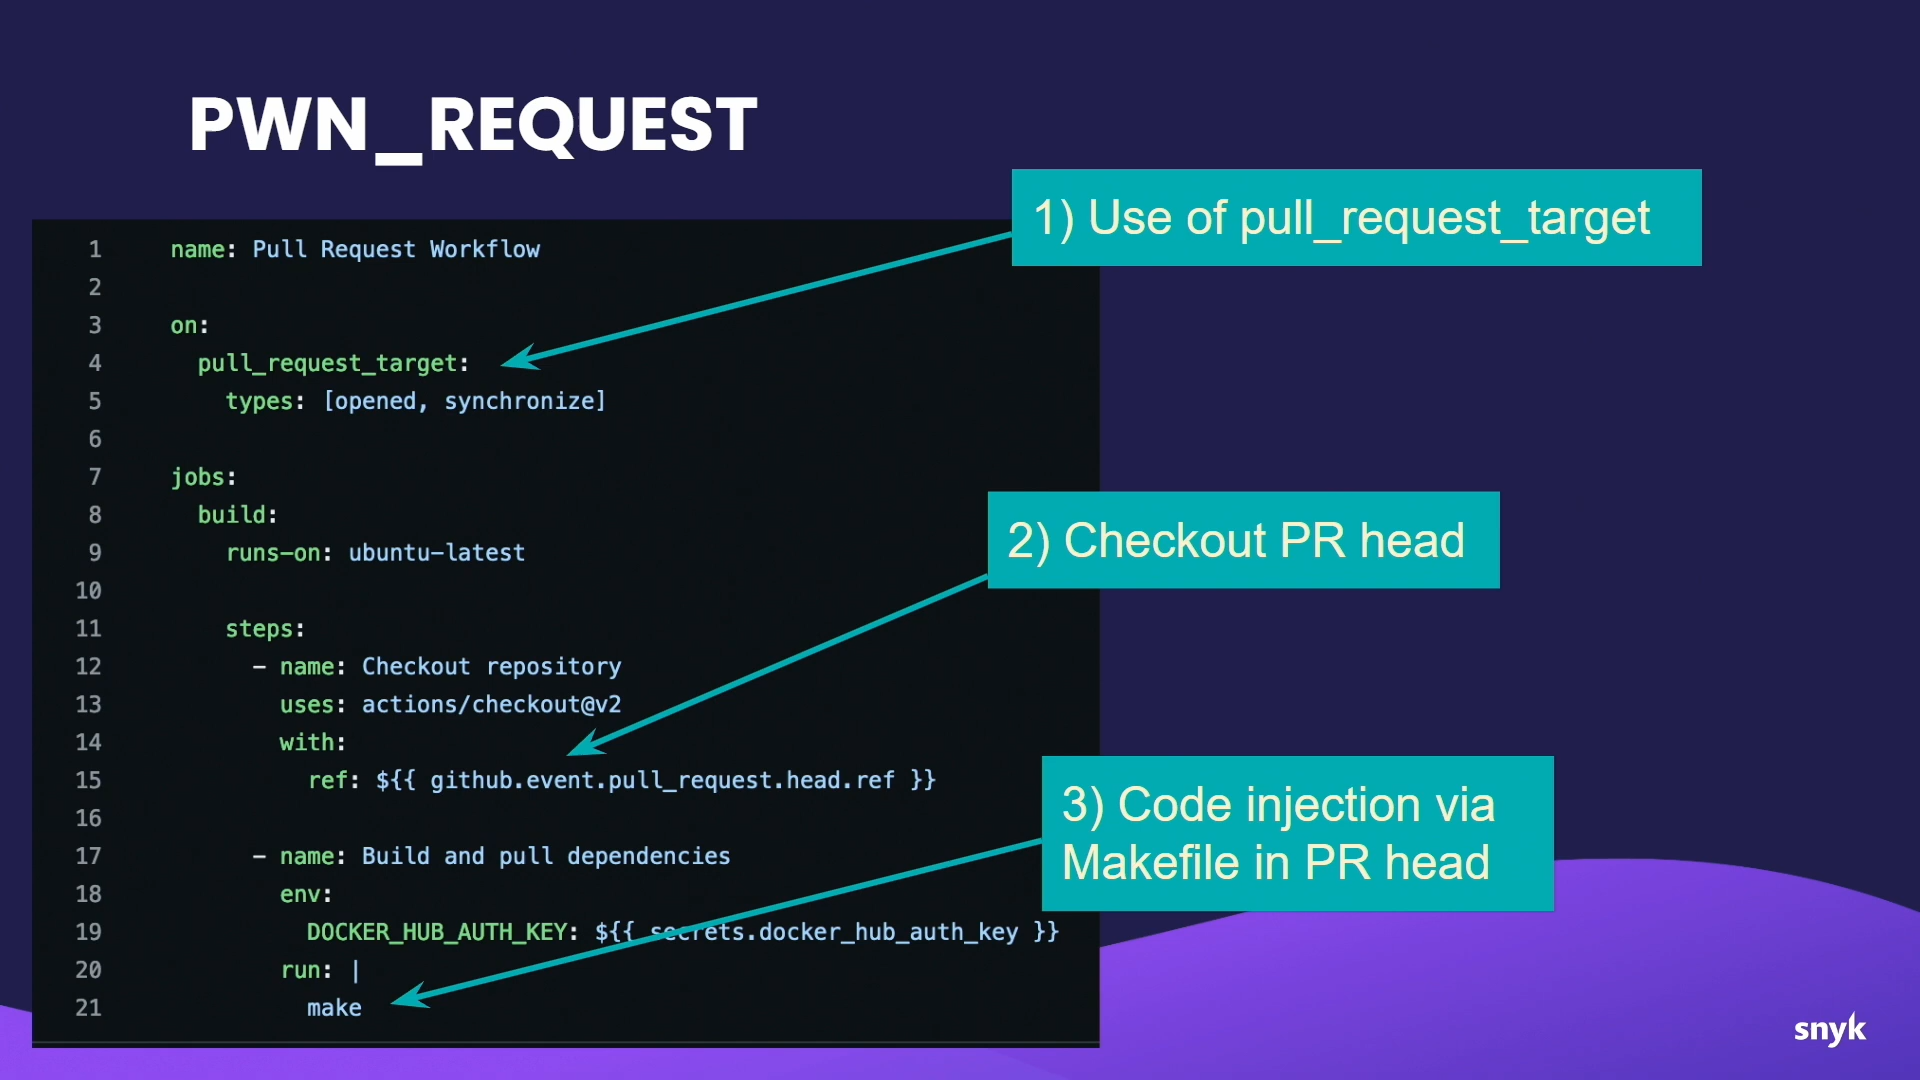 PWN_REQUEST
1) Use of pull_request_target
1 name: Pull Request Workflow
2
3 on:
4 pull_request_target:
5 types: [opened, synchronize]
6
7 jobs:
8 build:
9 runs-on: ubuntu-latest
10
2) Checkout PR head
11 steps:
12 - name: Checkout repository
13 uses: actions/checkout@v2
14 with:
15 ref: ${{ github.event.pull_request.head.ref }}
16
3) Code injection via
Makefile in PR head
17 - name: Build and pull dependencies
18 env:
19 DOCKER_HUB_AUTH_KEY: ${{ secrets.docker_hub_auth_key }}
20 run: |
21 make
snyk